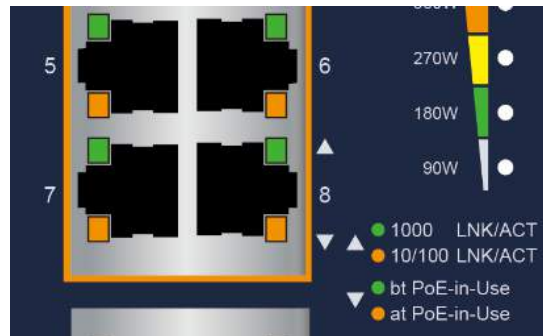 5
6
270W
180W
7
8
90W
1000 LNK/ACT
10/100 LNK/ACT
bt PoE-in-Use
at PoE-in-Use